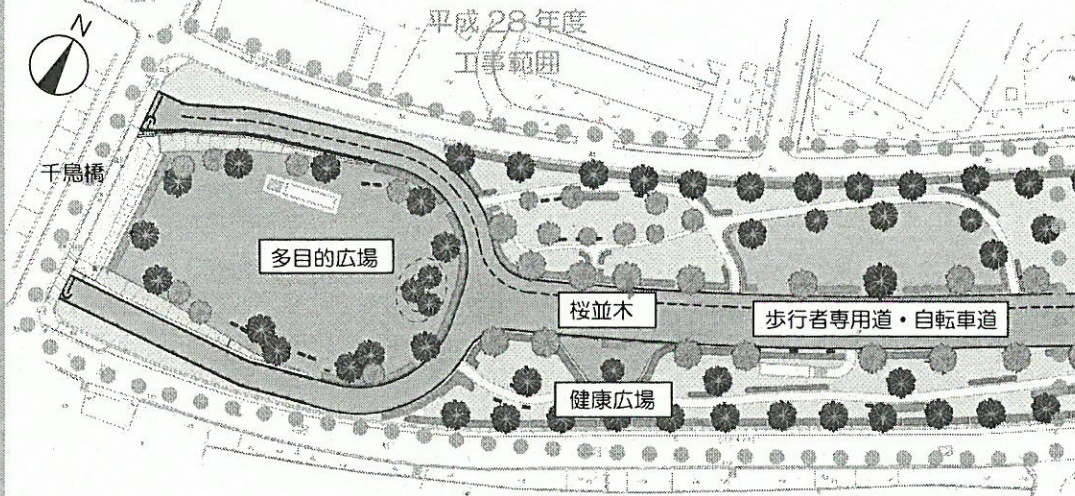 平成28年度
工事範囲
N
千鳥橋
多目的広場
桜並木
歩行者専用道・自転車道
健康広場